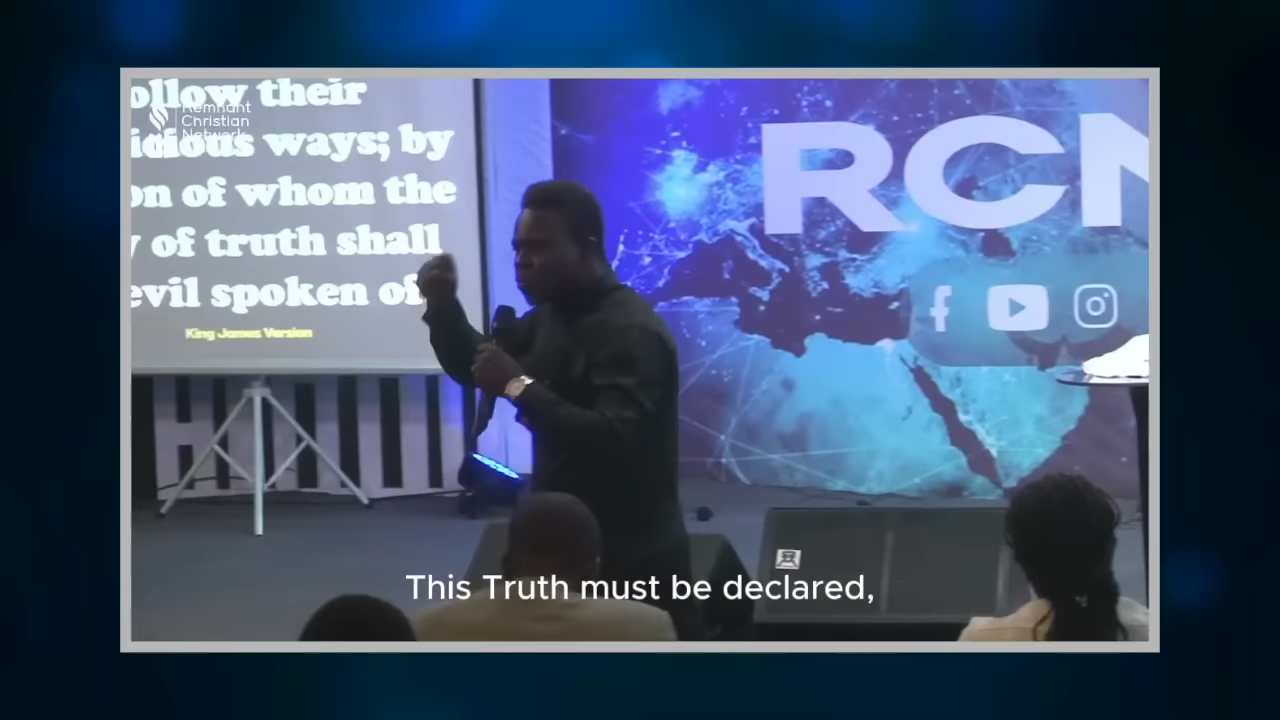 ollow their
Remnant
Christian
Network
idious ways; by
on of whom the
y of truth shall
evil spoken of
King James Version
RCN
This Truth must be declared,